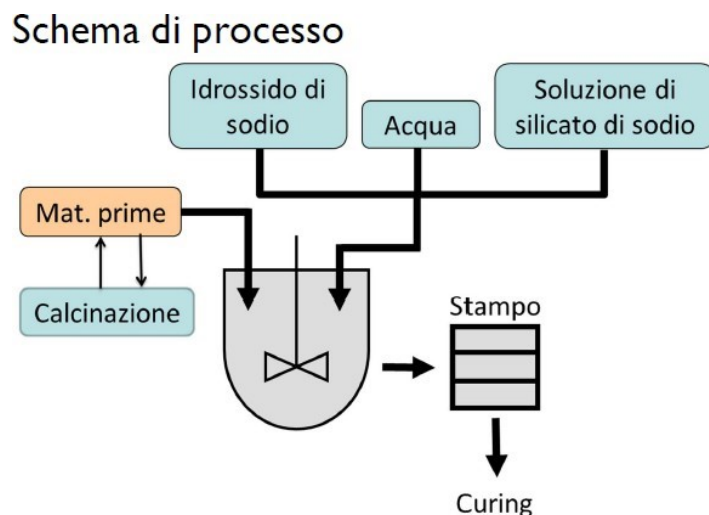 Schema di processo
Idrossido di
sodio
Acqua
Soluzione di
silicato di sodio
Mat. prime
Calcinazione
Stampo
Curing